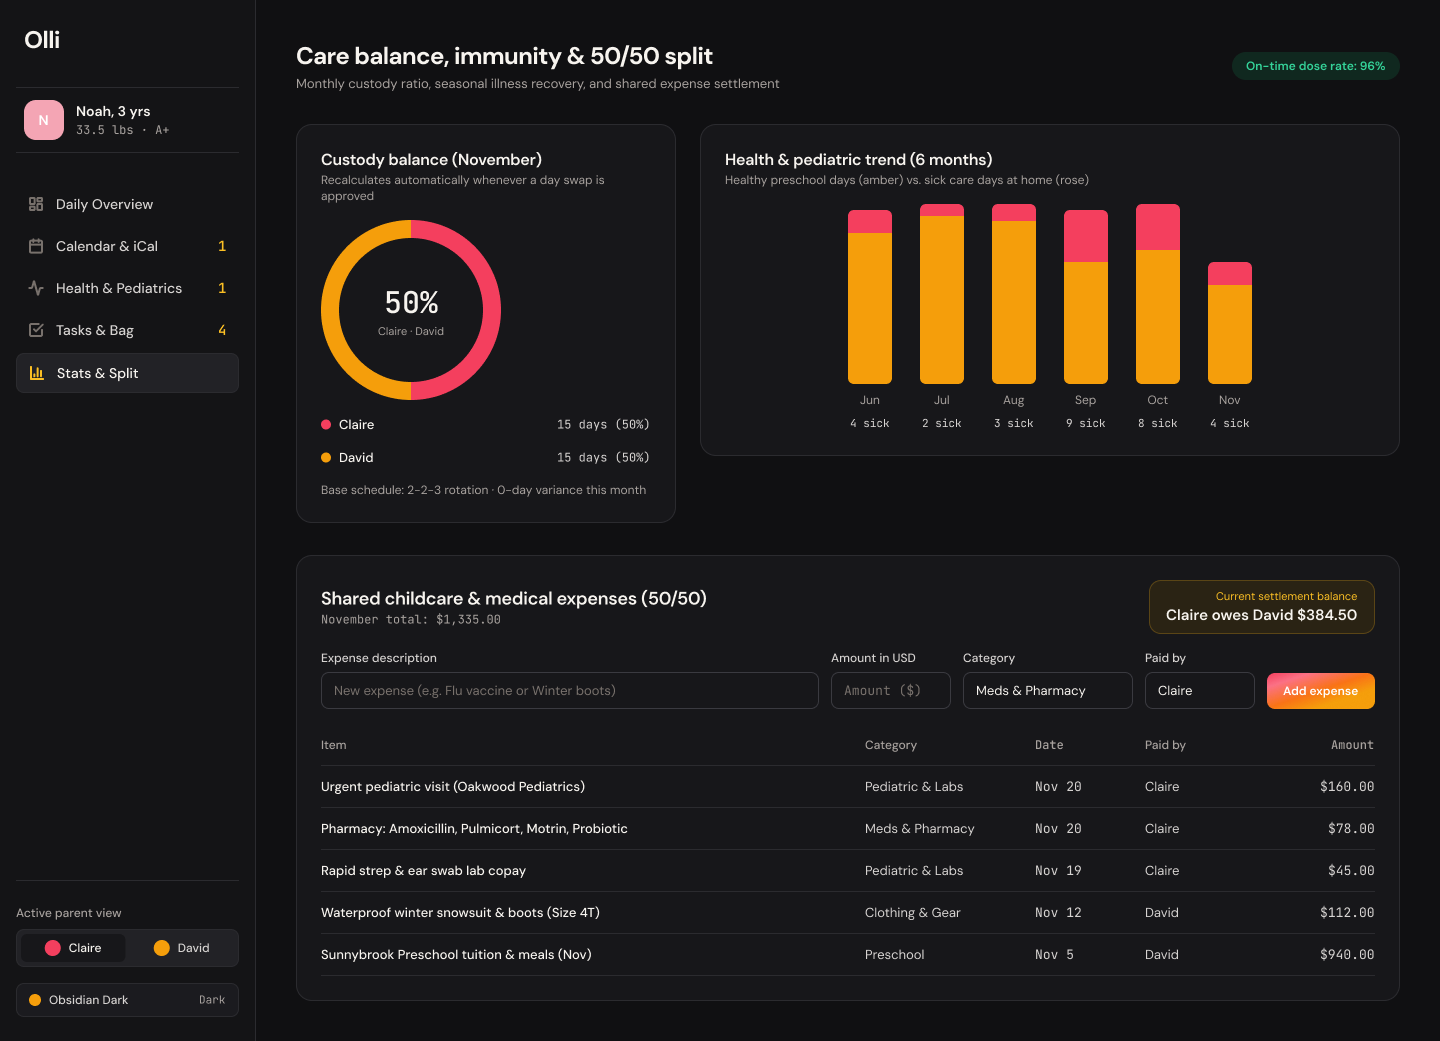 Olli
N
Noah, 3 yrs
33.5 lbs · A+
Daily Overview
Calendar & iCal 1
Health & Pediatrics 1
Tasks & Bag 4
Stats & Split
Active parent view
Claire David
Obsidian Dark Dark
Care balance, immunity & 50/50 split
Monthly custody ratio, seasonal illness recovery, and shared expense settlement
On-time dose rate: 96%
Custody balance (November)
Recalculates automatically whenever a day swap is
approved
50%
Claire · David
Claire 15 days (50%)
David 15 days (50%)
Base schedule: 2-2-3 rotation · 0-day variance this month
Health & pediatric trend (6 months)
Healthy preschool days (amber) vs. sick care days at home (rose)
Jun Jul Aug Sep Oct Nov
4 sick 2 sick 3 sick 9 sick 8 sick 4 sick
Shared childcare & medical expenses (50/50)
November total: $1,335.00
Current settlement balance
Claire owes David $384.50
Expense description Amount in USD Category Paid by
New expense (e.g. Flu vaccine or Winter boots) Amount ($) Meds & Pharmacy Claire Add expense
Item Category Date Paid by Amount
Urgent pediatric visit (Oakwood Pediatrics) Pediatric & Labs Nov 20 Claire $160.00
Pharmacy: Amoxicillin, Pulmicort, Motrin, Probiotic Meds & Pharmacy Nov 20 Claire $78.00
Rapid strep & ear swab lab copay Pediatric & Labs Nov 19 Claire $45.00
Waterproof winter snowsuit & boots (Size 4T) Clothing & Gear Nov 12 David $112.00
Sunnybrook Preschool tuition & meals (Nov) Preschool Nov 5 David $940.00